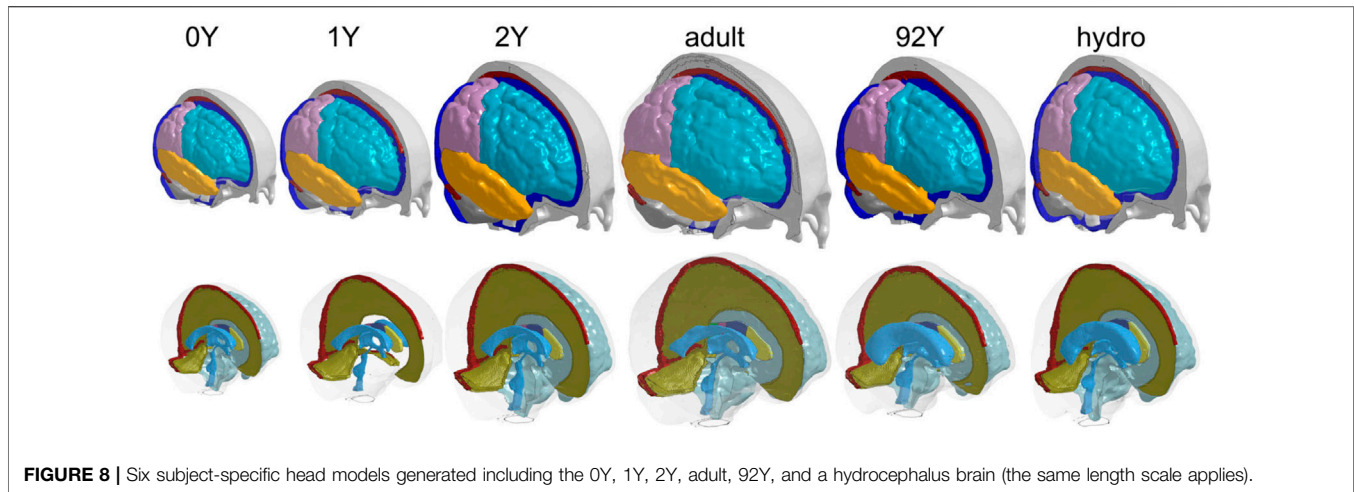 0Y 1Y 2Y adult 92Y hydro
FIGURE 8 | Six subject-specific head models generated including the 0Y, 1Y, 2Y, adult, 92Y, and a hydrocephalus brain (the same length scale applies).